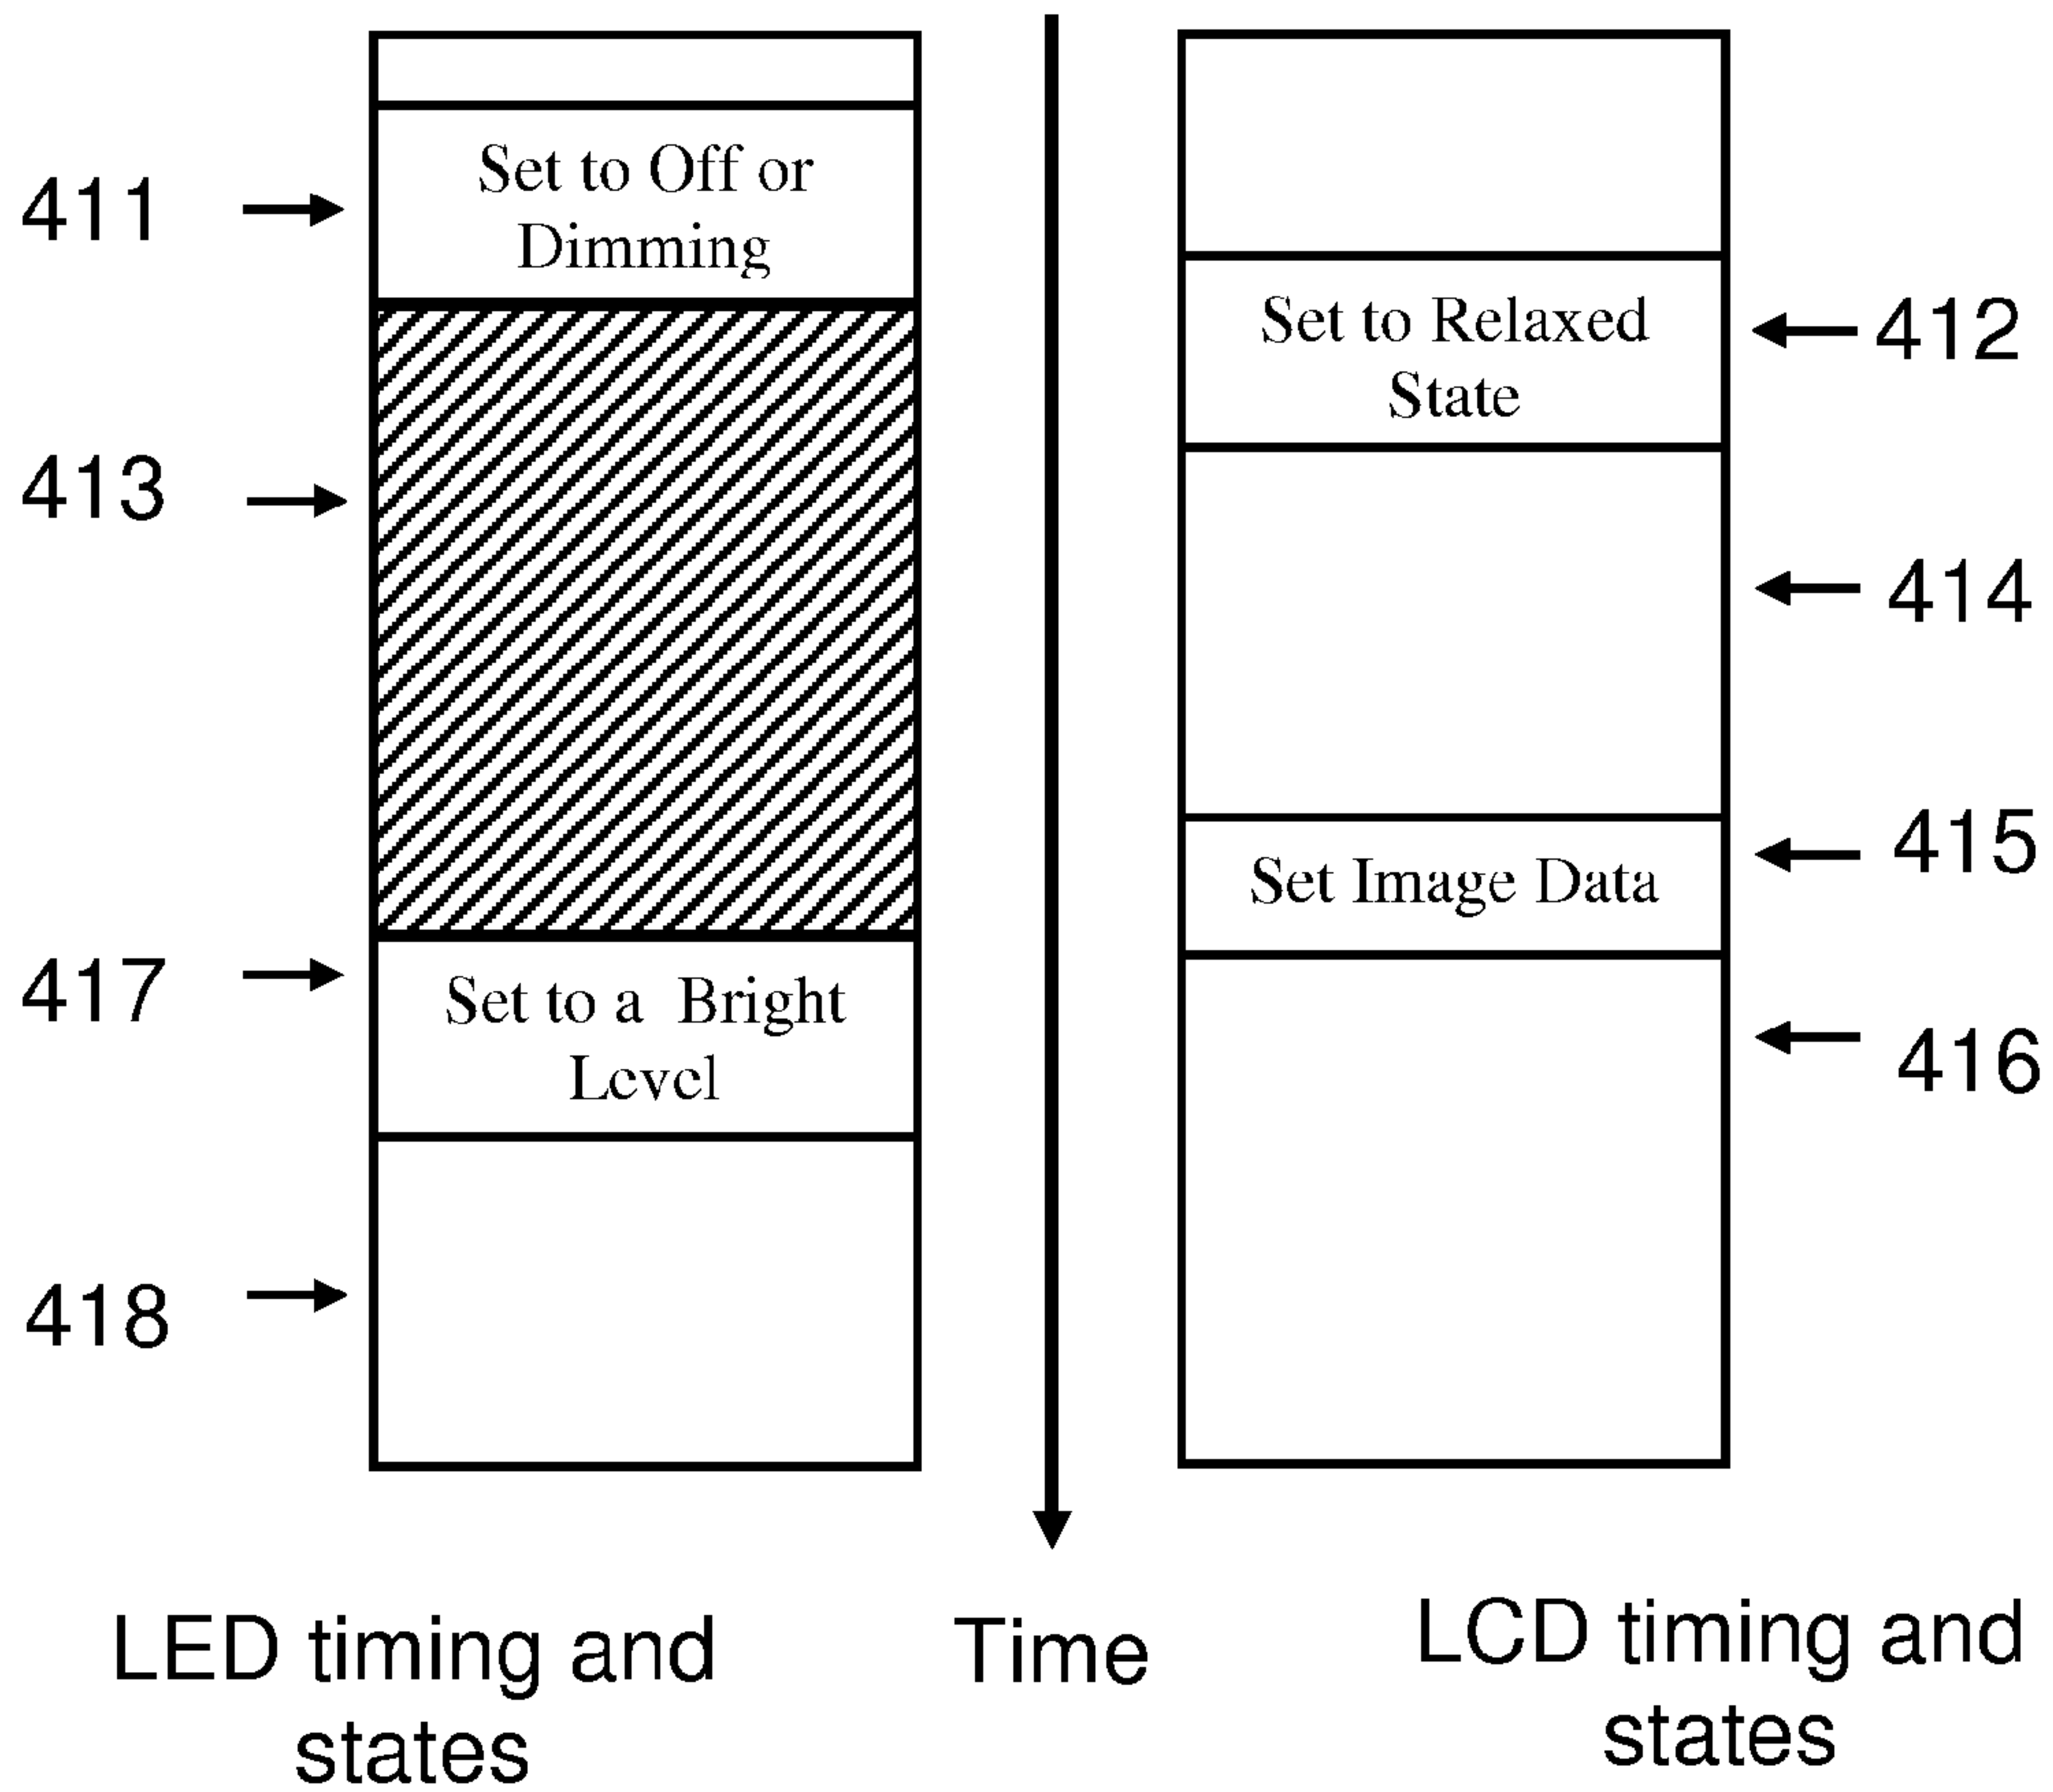 411
Set to Off or
Dimming
Set to Relaxed
State
412
413
414
Set Image Data
415
417
Set to a Bright
Level
416
418
LED timing and
states
Time
LCD timing and
states